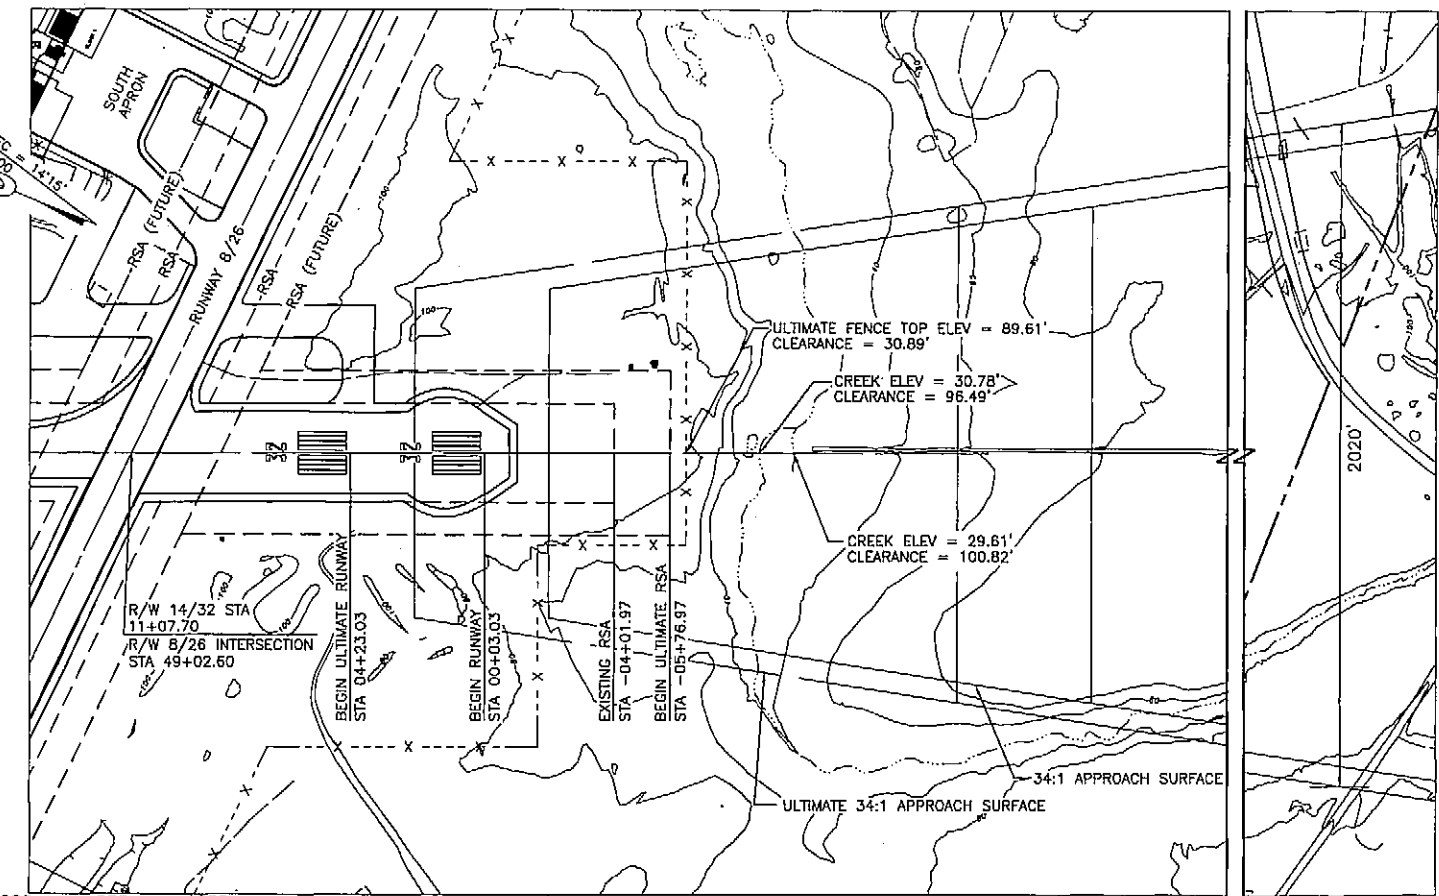 SOUTH
APRON
14'15'
RSA (FUTURE)
RSA
RUNWAY 8/26
RSA
RSA (FUTURE)
100
100
ULTIMATE FENCE TOP ELEV = 89.61'
CLEARANCE = 30.89'
CREEK ELEV = 30.78'
CLEARANCE = 96.49'
32
32
2020'
CREEK ELEV = 29.61'
CLEARANCE = 100.82'
R/W 14/32 STA
11+07.70
R/W 8/26 INTERSECTION
STA 49+02.60
BEGIN ULTIMATE RUNWAY
STA 04+23.03
BEGIN RUNWAY
STA 00+03.03
EXISTING RSA
STA -04+01.97
BEGIN ULTIMATE RSA
STA -05+76.97
34:1 APPROACH SURFACE
ULTIMATE 34:1 APPROACH SURFACE